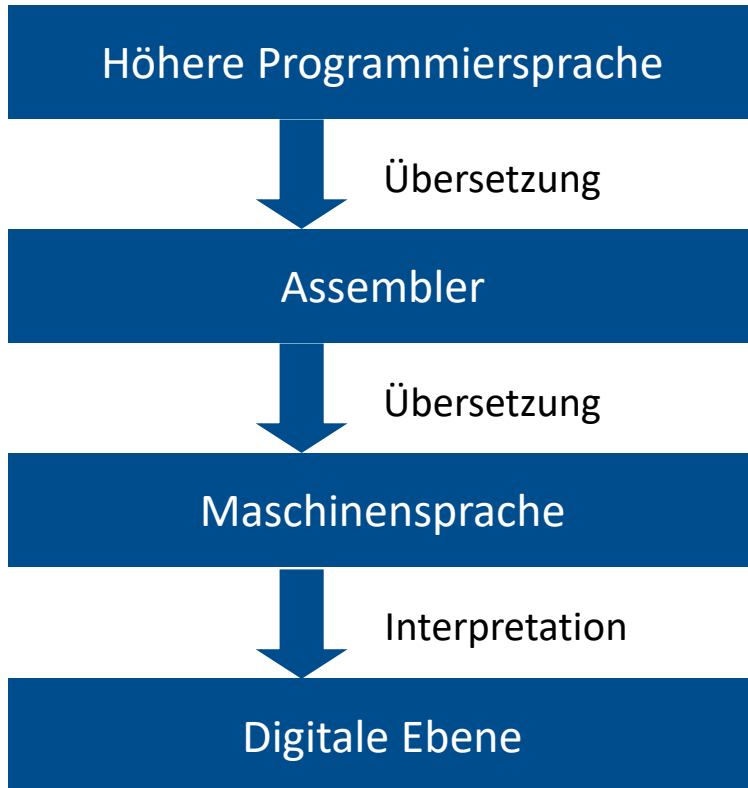 Höhere Programmiersprache
Übersetzung
Assembler
Übersetzung
Maschinensprache
Interpretation
Digitale Ebene